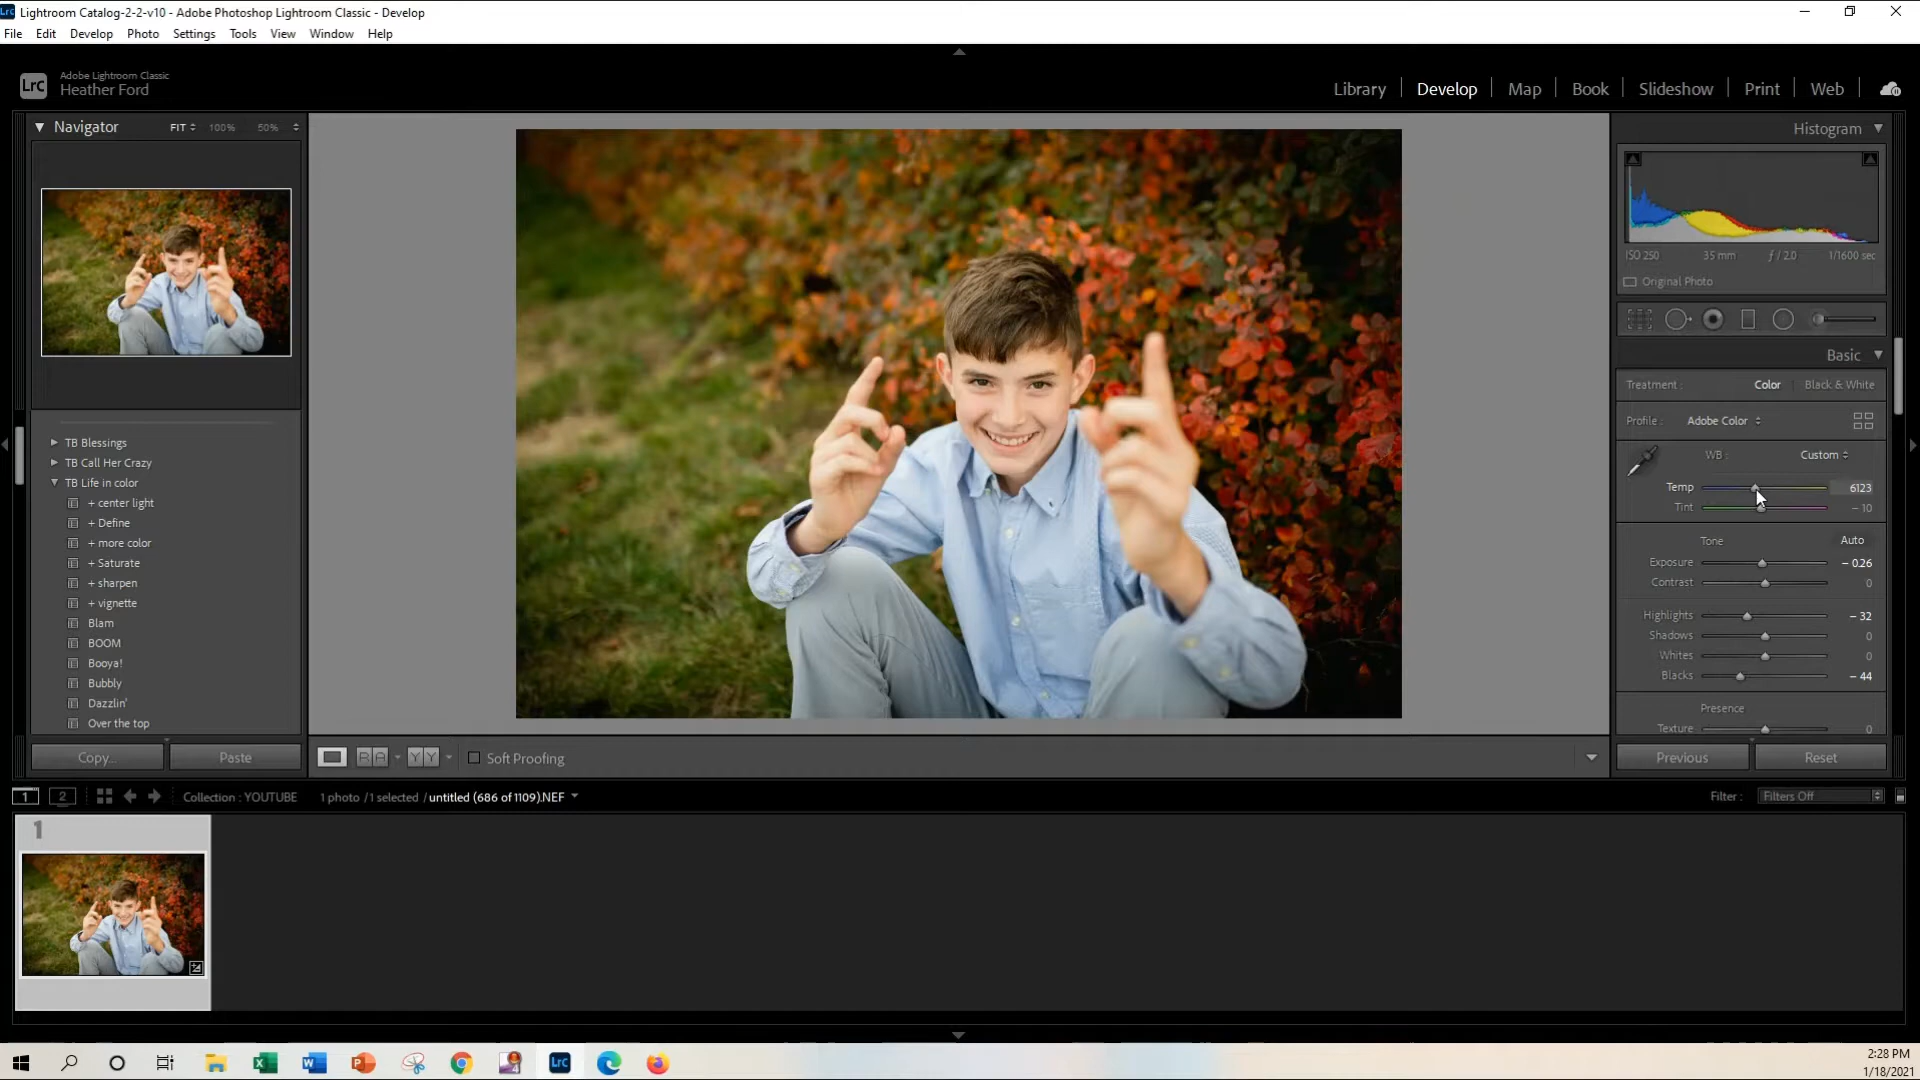 Lightroom Catalog-2-2-v10 - Adobe Photoshop Lightroom Classic - Develop
File Edit Develop Photo Settings Tools View Window Help
LrC Adobe Lightroom Classic
Heather Ford
Library Develop Map Book Slideshow Print Web
Navigator FIT 100% 50%
TB Blessings
TB Call Her Crazy
TB Life in color
+ center light
+ Define
+ more color
+ Saturate
+ sharpen
+ vignette
Blam
BOOM
Booya!
Bubbly
Dazzlin'
Over the top
Copy... Paste
Soft Proofing
Histogram
ISO 250 35 mm ƒ / 2.0 1/1600 sec
Original Photo
Basic
Treatment : Color Black & White
Profile : Adobe Color
WB : Custom
Temp 6123
Tint - 10
Tone Auto
Exposure - 0.26
Contrast 0
Highlights - 32
Shadows 0
Whites 0
Blacks - 44
Presence
Texture 0
Previous Reset
1 2 Collection : YOUTUBE 1 photo / 1 selected / untitled (686 of 1109).NEF Filter : Filters Off
1
LrC
2:28 PM
1/18/2021